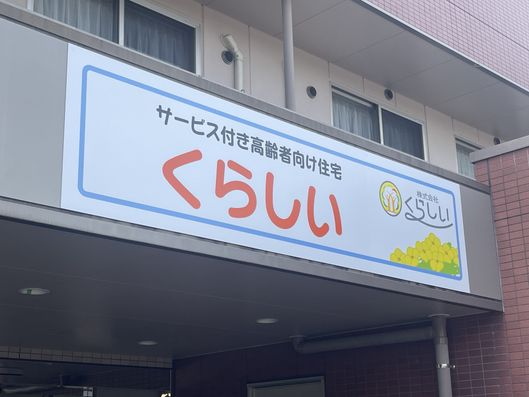 サービス付き高齢者向け住宅
くらしい
株式会社
くらしい